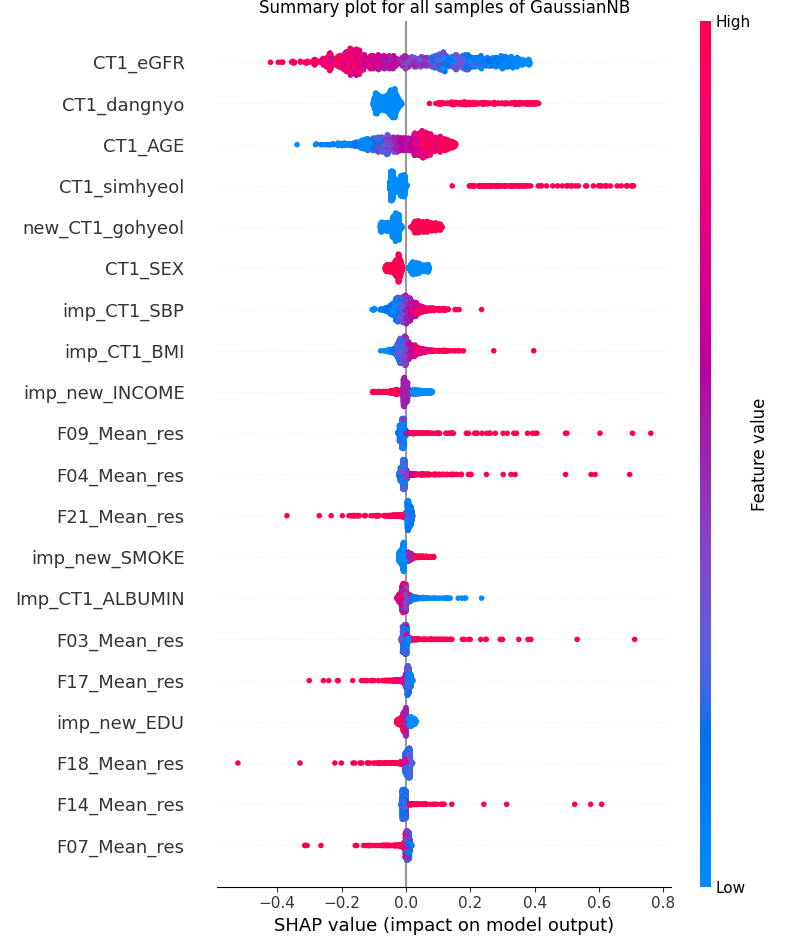 Summary plot for all samples of GaussianNB
High
CT1_eGFR
CT1_dangnyo
CT1_AGE
CT1_simhyeol
new_CT1_gohyeol
CT1_SEX
imp_CT1_SBP
imp_CT1_BMI
imp_new_INCOME
F09_Mean_res
F04_Mean_res
F21_Mean_res
imp_new_SMOKE
Imp_CT1_ALBUMIN
F03_Mean_res
F17_Mean_res
imp_new_EDU
F18_Mean_res
F14_Mean_res
F07_Mean_res
Feature value
Low
−0.4 −0.2 0.0 0.2 0.4 0.6 0.8
SHAP value (impact on model output)